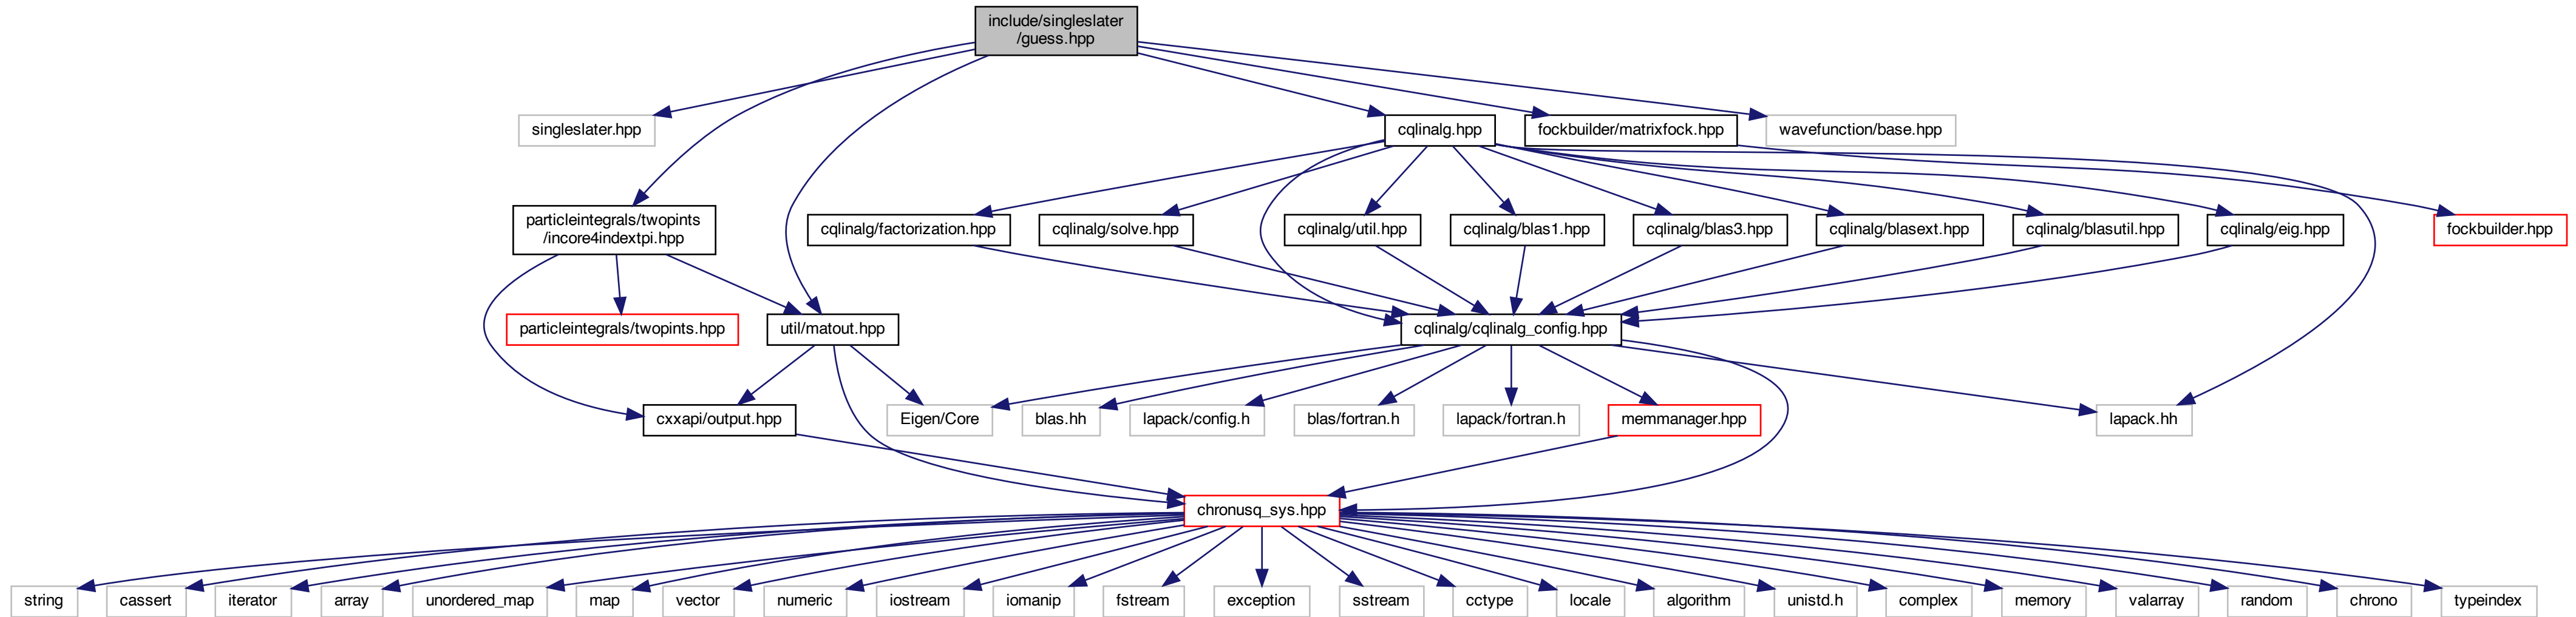 include/singleslater
/guess.hpp
singleslater.hpp
cqlinalg.hpp
fockbuilder/matrixfock.hpp
wavefunction/base.hpp
particleintegrals/twopints
/incore4indextpi.hpp
cqlinalg/factorization.hpp
cqlinalg/solve.hpp
cqlinalg/util.hpp
cqlinalg/blas1.hpp
cqlinalg/blas3.hpp
cqlinalg/blasext.hpp
cqlinalg/blasutil.hpp
cqlinalg/eig.hpp
fockbuilder.hpp
particleintegrals/twopints.hpp
util/matout.hpp
cqlinalg/cqlinalg_config.hpp
cxxapi/output.hpp
Eigen/Core
blas.hh
lapack/config.h
blas/fortran.h
lapack/fortran.h
memmanager.hpp
lapack.hh
chronusq_sys.hpp
string
cassert
iterator
array
unordered_map
map
vector
numeric
iostream
iomanip
fstream
exception
sstream
cctype
locale
algorithm
unistd.h
complex
memory
valarray
random
chrono
typeindex